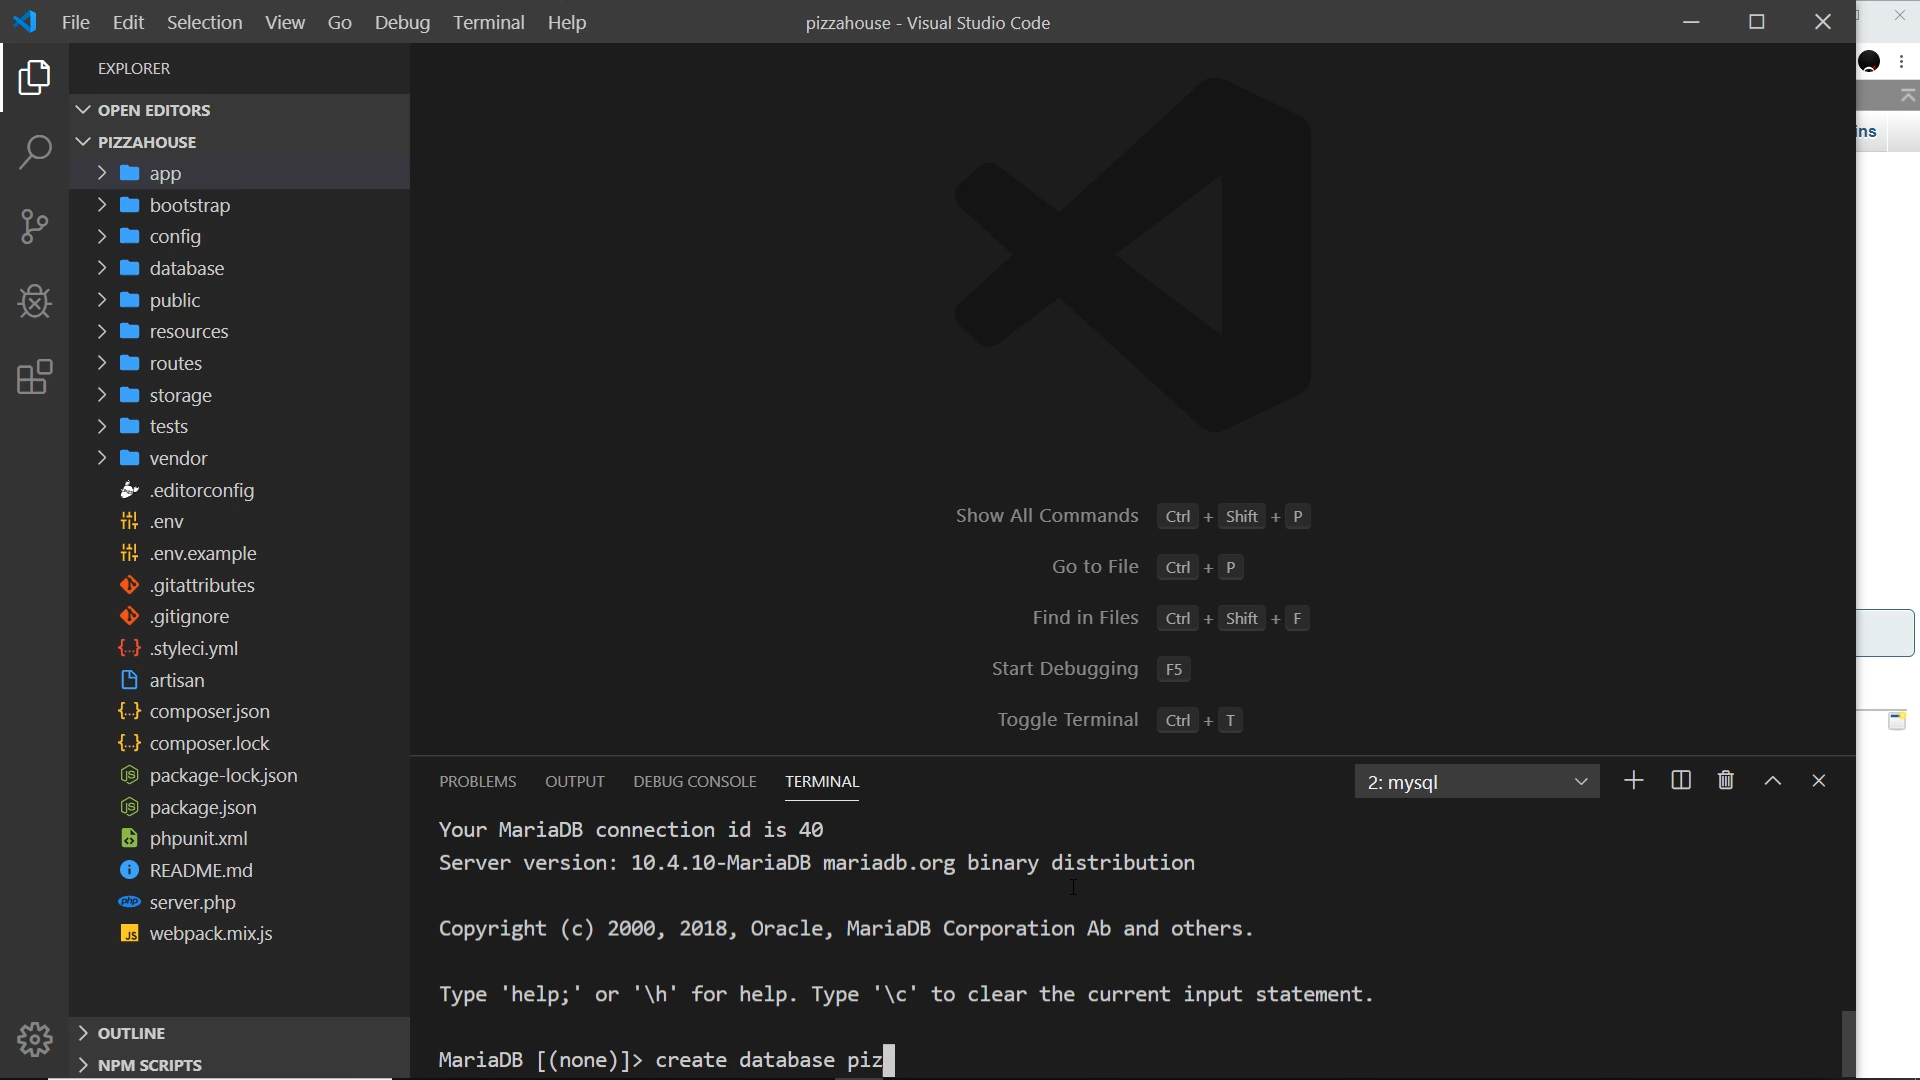 File Edit Selection View Go Debug Terminal Help
pizzahouse - Visual Studio Code
EXPLORER
OPEN EDITORS
PIZZAHOUSE
app
bootstrap
config
database
public
resources
routes
storage
tests
vendor
.editorconfig
.env
.env.example
.gitattributes
.gitignore
.styleci.yml
artisan
composer.json
composer.lock
package-lock.json
package.json
phpunit.xml
README.md
server.php
webpack.mix.js
OUTLINE
NPM SCRIPTS
ins
Show All Commands Ctrl + Shift + P
Go to File Ctrl + P
Find in Files Ctrl + Shift + F
Start Debugging F5
Toggle Terminal Ctrl + T
PROBLEMS OUTPUT DEBUG CONSOLE TERMINAL
2: mysql
Your MariaDB connection id is 40
Server version: 10.4.10-MariaDB mariadb.org binary distribution
Copyright (c) 2000, 2018, Oracle, MariaDB Corporation Ab and others.
Type 'help;' or '\h' for help. Type '\c' to clear the current input statement.
MariaDB [(none)]> create database piz